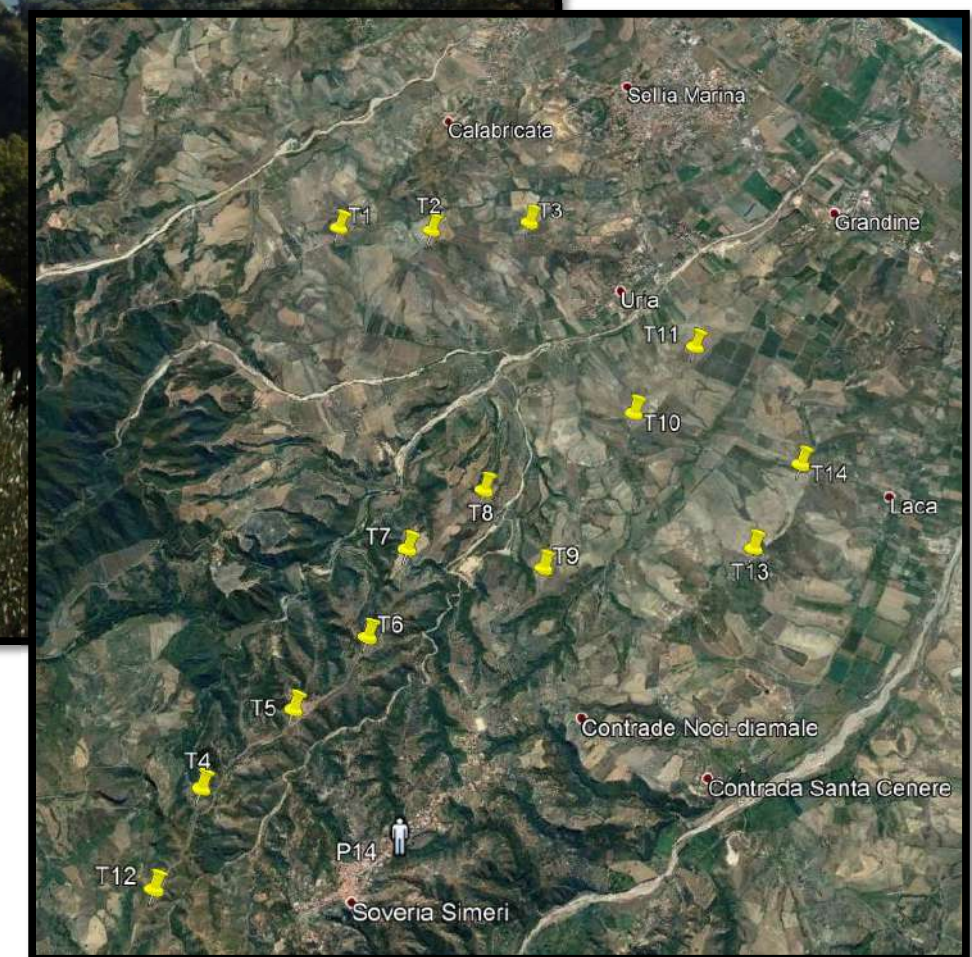 Sellia Marina
Calabricata
T1
T2
T3
Grandine
Uria
T11
T10
T14
Laca
T8
T7
T9
T13
T6
T5
Contrade Noci-diamale
T4
Contrada Santa Cenere
P14
T12
Soveria Simeri